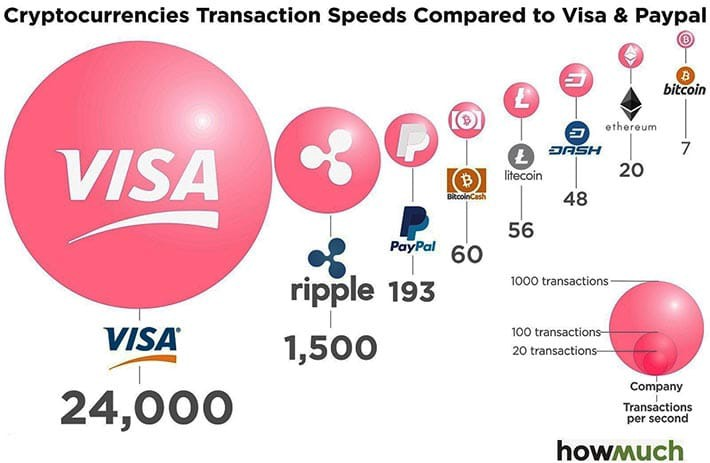 Cryptocurrencies Transaction Speeds Compared to Visa & Paypal
VISA
VISA
24,000
ripple
1,500
PayPal
193
BitcoinCash
60
litecoin
56
DASH
48
ethereum
20
bitcoin
7
1000 transactions
100 transactions
20 transactions
Company
Transactions
per second
howmuch